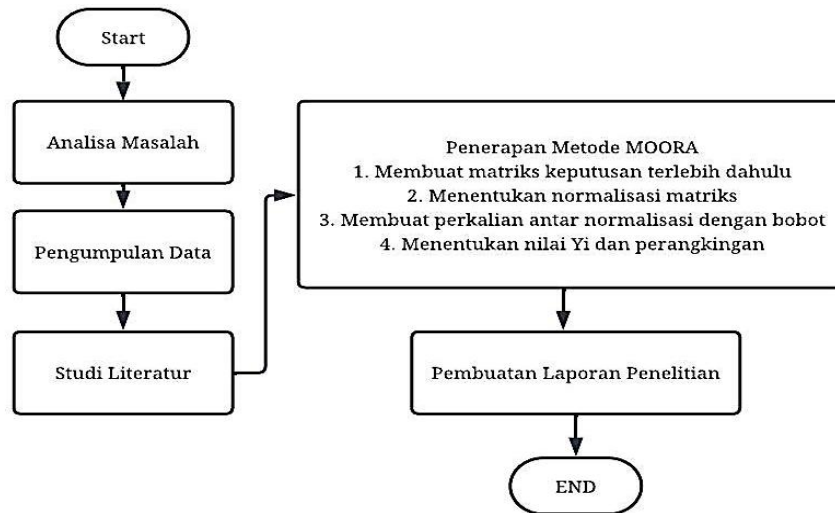 Start
Analisa Masalah
Pengumpulan Data
Studi Literatur
Penerapan Metode MOORA
1. Membuat matriks keputusan terlebih dahulu
2. Menentukan normalisasi matriks
3. Membuat perkalian antar normalisasi dengan bobot
4. Menentukan nilai Yi dan perangkingan
Pembuatan Laporan Penelitian
END